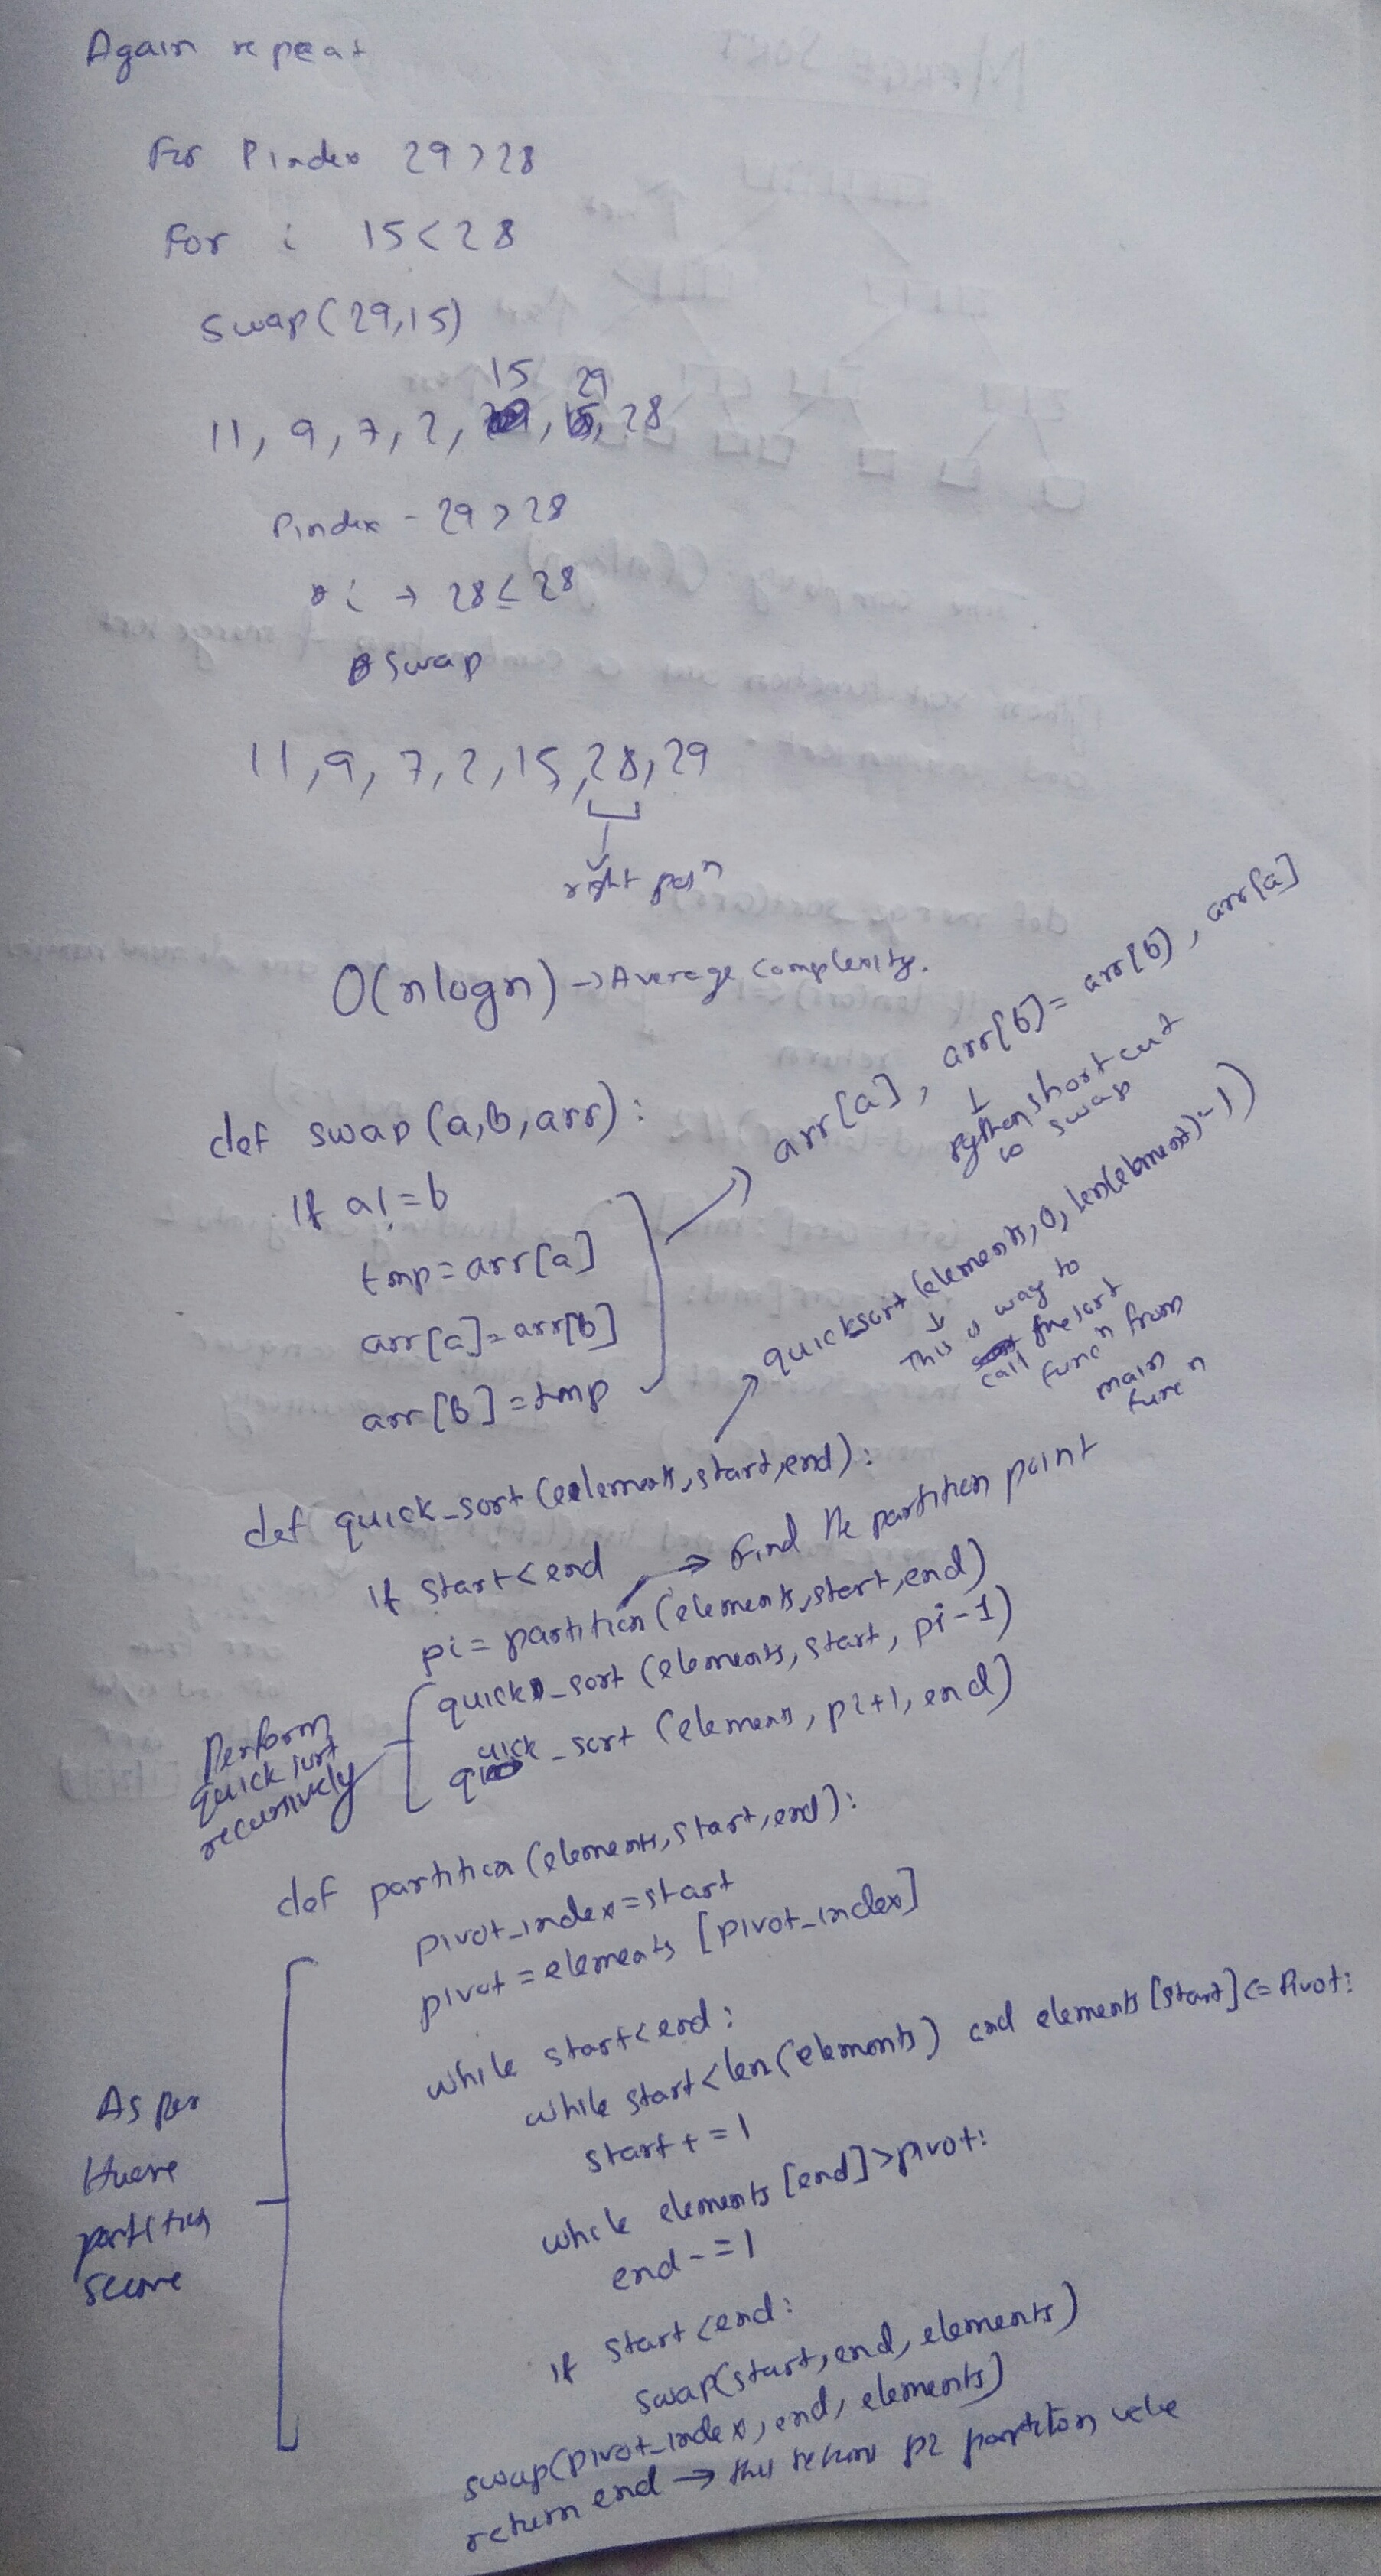 Again repeat
For Pindex 29>28
For i 15<28
Swap(29,15)
15 29
11, 9, 7, 2, 29, 15, 28
Pindex - 29>28
i → 28≤28
swap
11, 9, 7, 2, 15, 28, 29
right posn
O(nlogn) → Average complexity.
def swap(a,b,arr):
If a!=b
tmp=arr[a]
arr[a]=arr[b]
arr[b]=tmp
arr[a], arr[b]=arr[b], arr[a]
python shortcut
to swap
def quick_sort(elements,start,end):
quicksort(elements,0,len(elements)-1)
This is way to
call the sort
funcn from
main
funcn
If start<end
pi=partition(elements,start,end)
Find the partition point
quick_sort(elements, start, pi-1)
quick_sort(elements, pi+1, end)
Perform
quick sort
recursively
def partition(elements,start,end):
pivot_index=start
pivot=elements[pivot_index]
while start<end:
while start<len(elements) and elements[start]<=Pivot:
start+=1
while elements[end]>pivot:
end-=1
if start<end:
swap(start,end,elements)
swap(pivot_index,end,elements)
return end → this return pi partition value
As per
Huare
partition